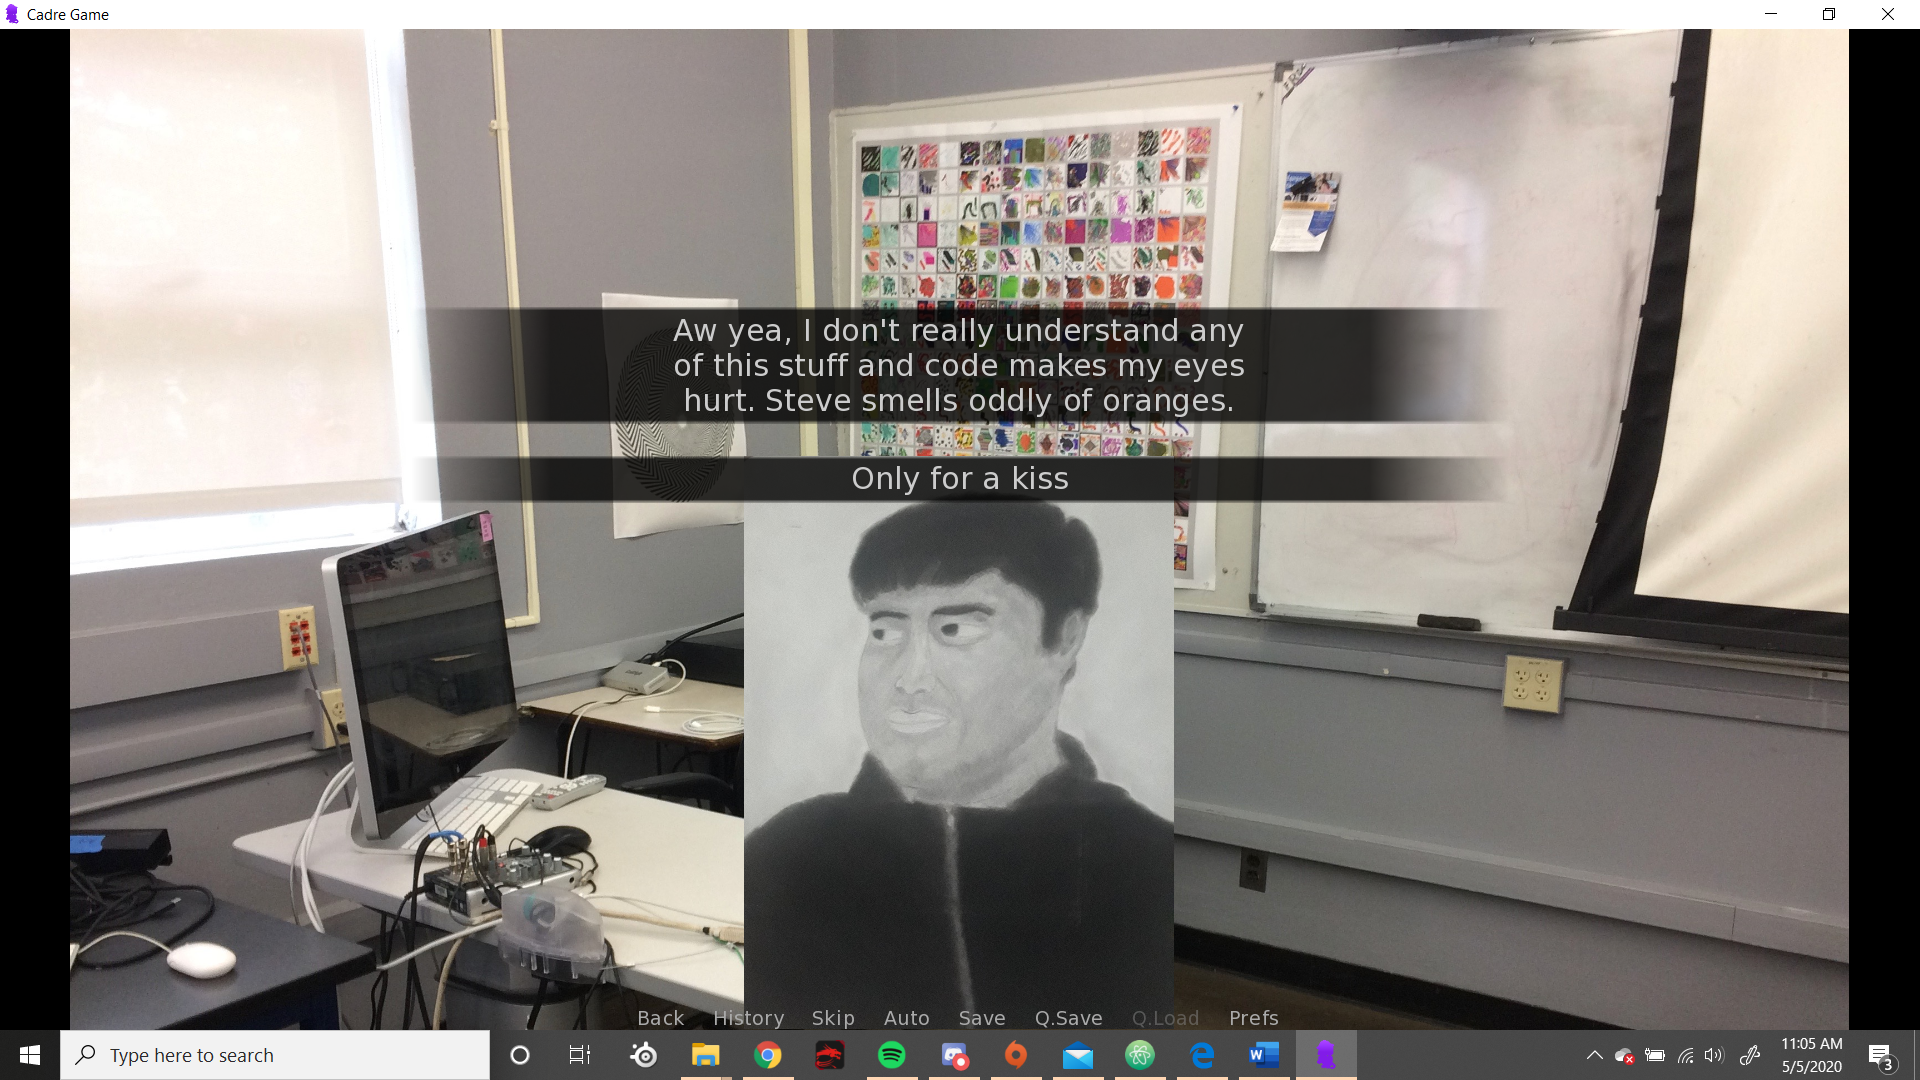 Cadre Game
Aw yea, I don't really understand any
of this stuff and code makes my eyes
hurt. Steve smells oddly of oranges.
Only for a kiss
Back History Skip Auto Save Q.Save Q.Load Prefs
Type here to search
11:05 AM
5/5/2020
3